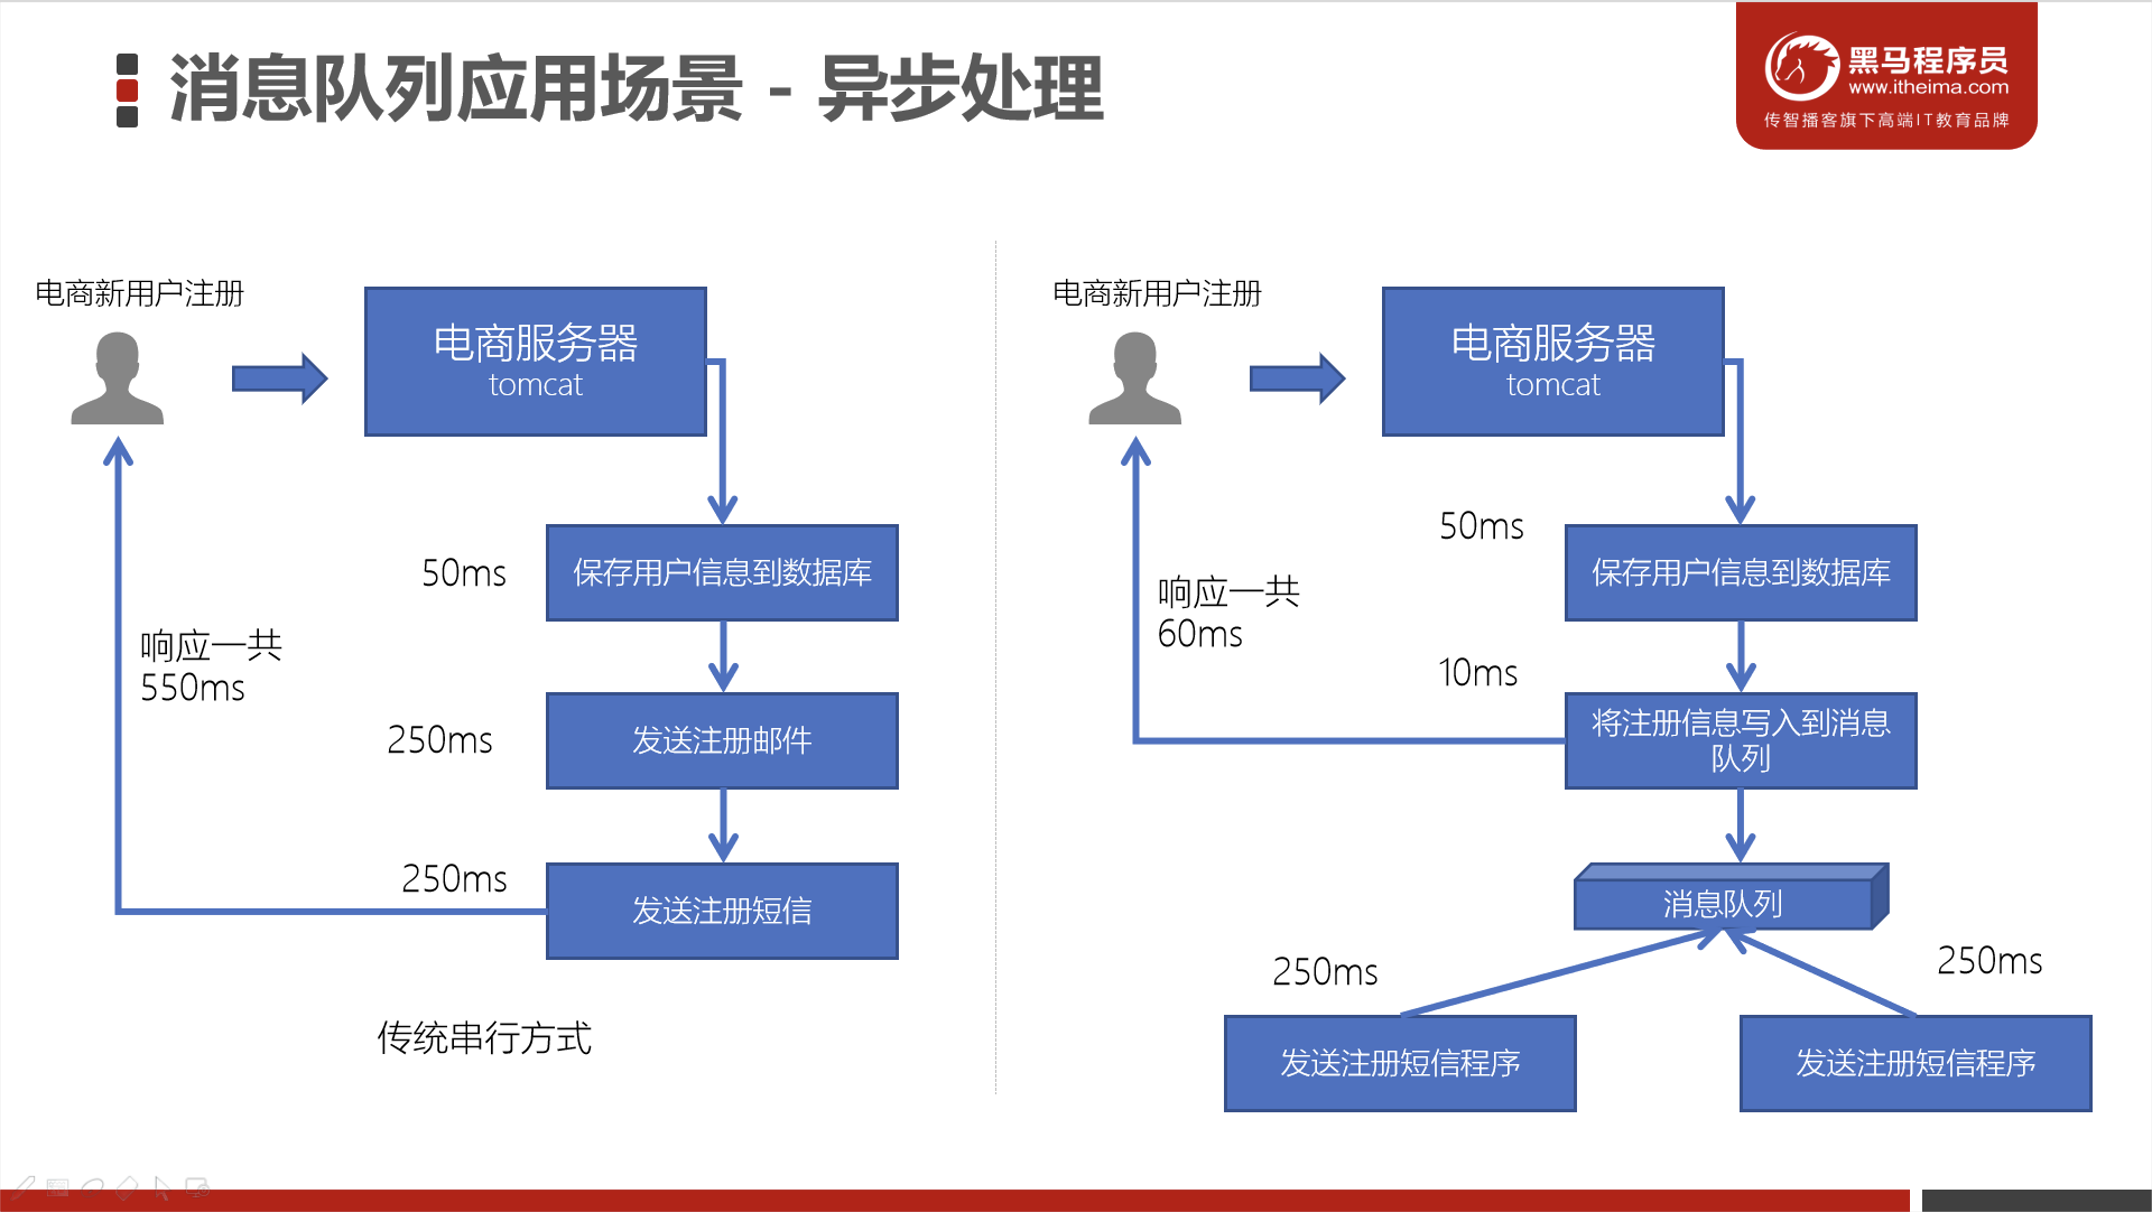 消息队列应用场景 - 异步处理
黑马程序员
www.itheima.com
传智播客旗下高端IT教育品牌
电商新用户注册
电商服务器
tomcat
50ms
保存用户信息到数据库
响应一共
550ms
250ms
发送注册邮件
250ms
发送注册短信
传统串行方式
电商新用户注册
电商服务器
tomcat
50ms
保存用户信息到数据库
响应一共
60ms
10ms
将注册信息写入到消息
队列
消息队列
250ms
250ms
发送注册短信程序
发送注册短信程序